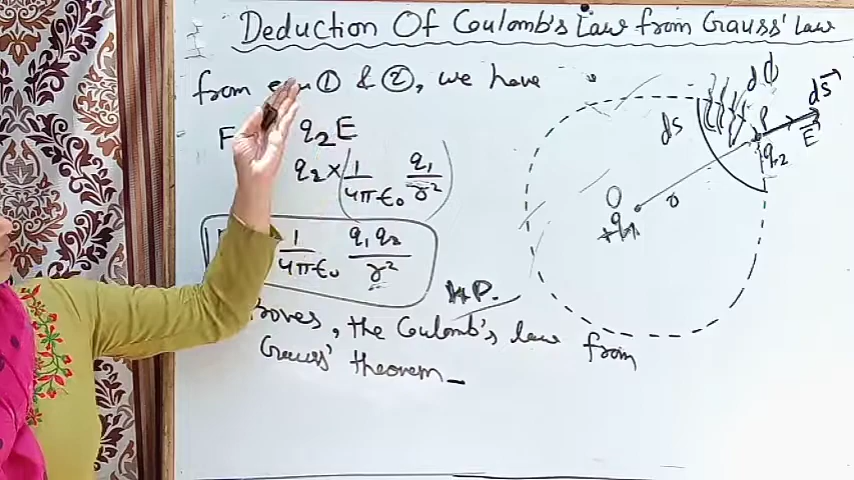 Deduction Of Coulomb's Law from Gauss' Law
from eqn ① & ②, we have
F = q₂E
q₂ × 1/4πε₀ q₁/r²
1/4πε₀ q₁q₂/r²
H.P.
proves, the Coulomb's law from
Gauss' theorem
dφ
ds→
ds
P
E→
q₂
O
r
+q₁